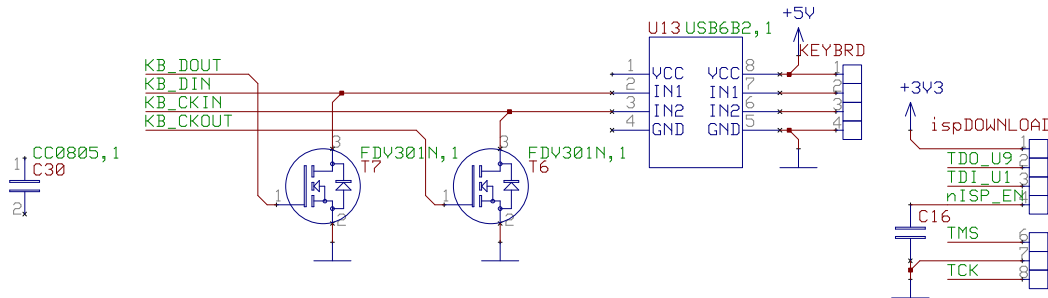 +5V
U13 USB6B2,1
KEYBRD
KB_DOUT
1 VCC VCC 8 1
KB_DIN
2 IN1 IN1 7 2
KB_CKIN
3 IN2 IN2 6 3
KB_CKOUT
4 GND GND 5 4
+3V3
ispDOWNLOAD
1
TDO_U9 2
TDI_U1 3
nISP_EN 4
C16
TMS 6
7
TCK 8
CC0805,1
1 C30
2
3 FDV301N,1
T7
1
2
3 FDV301N,1
T6
1
2